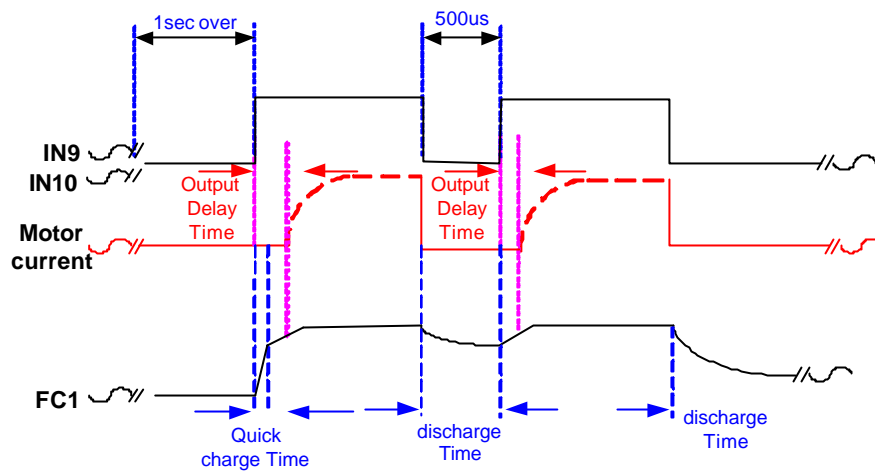 1sec over
500us
IN9
IN10
Output
Delay
Time
Output
Delay
Time
Motor
current
FC1
Quick
charge Time
discharge
Time
discharge
Time